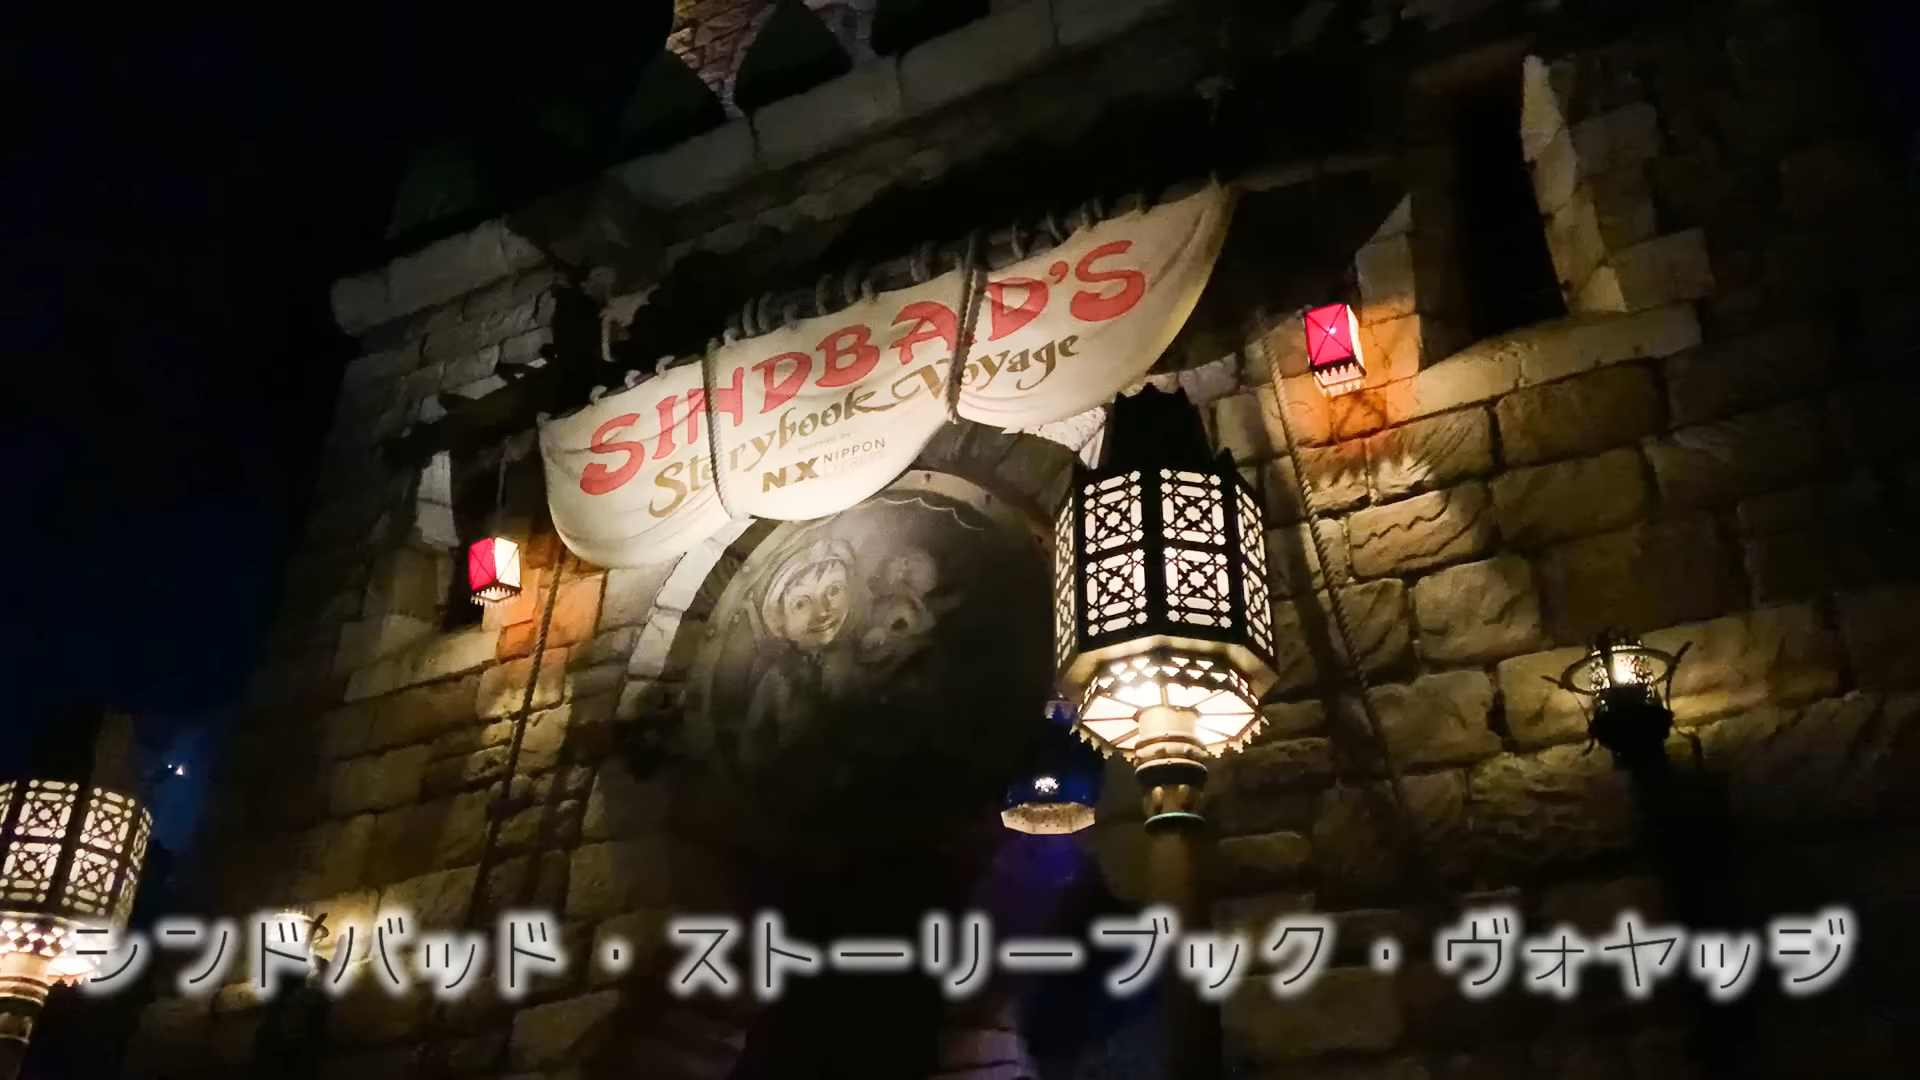 SINDBAD'S
Storybook Voyage
NX NIPPON
EXPRESS
シンドバッド・ストーリーブック・ヴォヤッジ